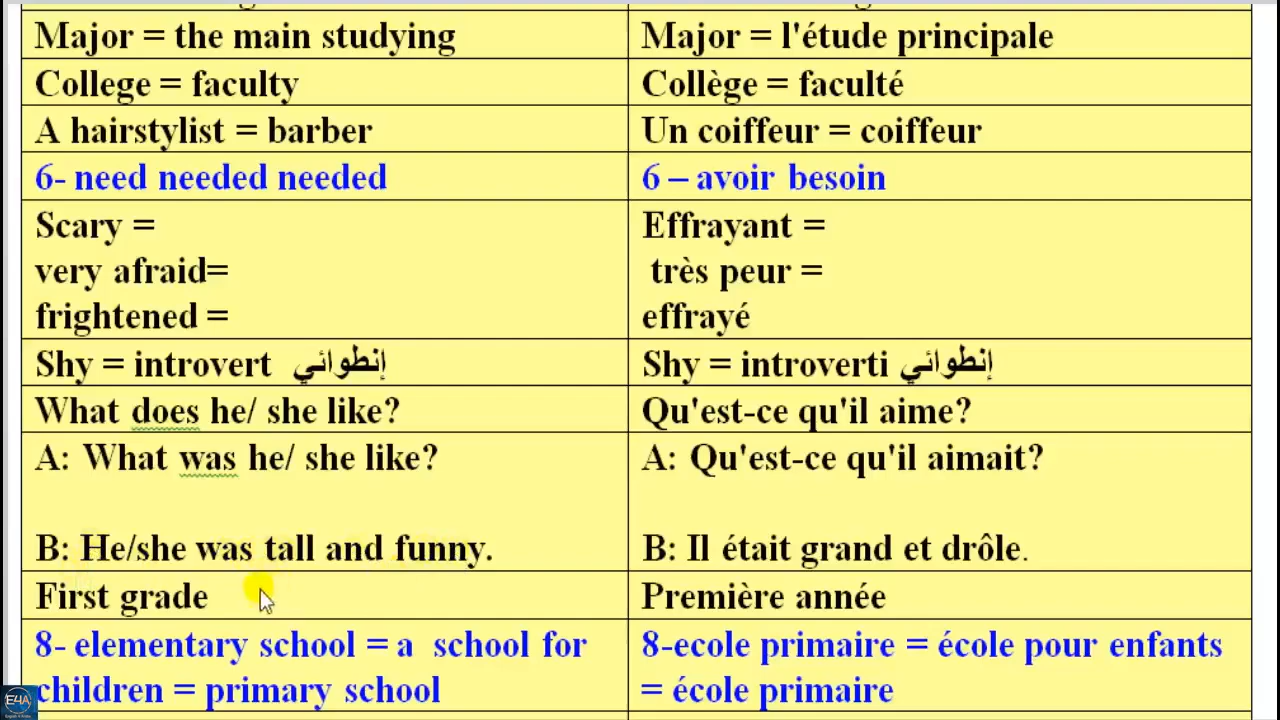 Major = the main studying
Major = l'étude principale
College = faculty
Collège = faculté
A hairstylist = barber
Un coiffeur = coiffeur
6- need needed needed
6 – avoir besoin
Scary =
very afraid=
frightened =
Effrayant =
très peur =
effrayé
Shy = introvert إنطوائي
Shy = introverti إنطوائي
What does he/ she like?
Qu'est-ce qu'il aime?
A: What was he/ she like?
B: He/she was tall and funny.
A: Qu'est-ce qu'il aimait?
B: Il était grand et drôle.
First grade
Première année
8- elementary school = a school for
children = primary school
8-ecole primaire = école pour enfants
= école primaire
E4A